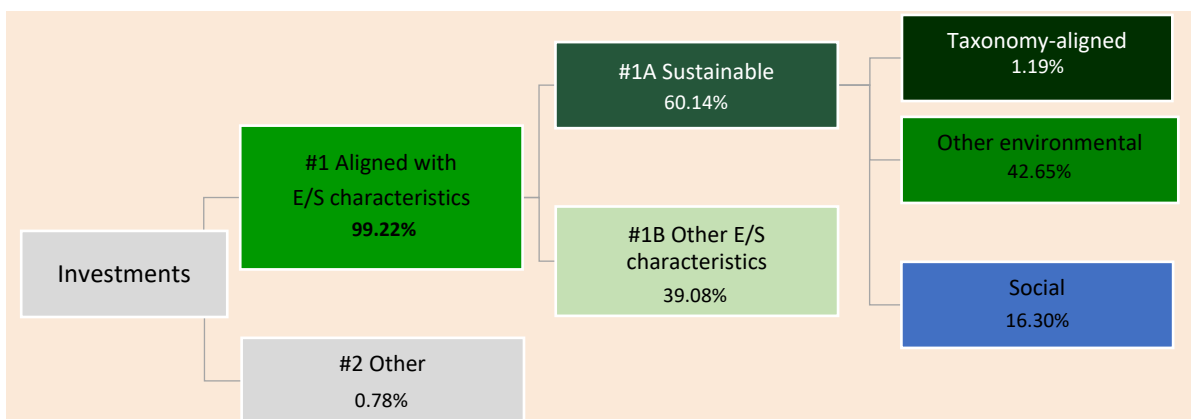 Investments
#1 Aligned with
E/S characteristics
99.22%
#2 Other
0.78%
#1A Sustainable
60.14%
#1B Other E/S
characteristics
39.08%
Taxonomy-aligned
1.19%
Other environmental
42.65%
Social
16.30%